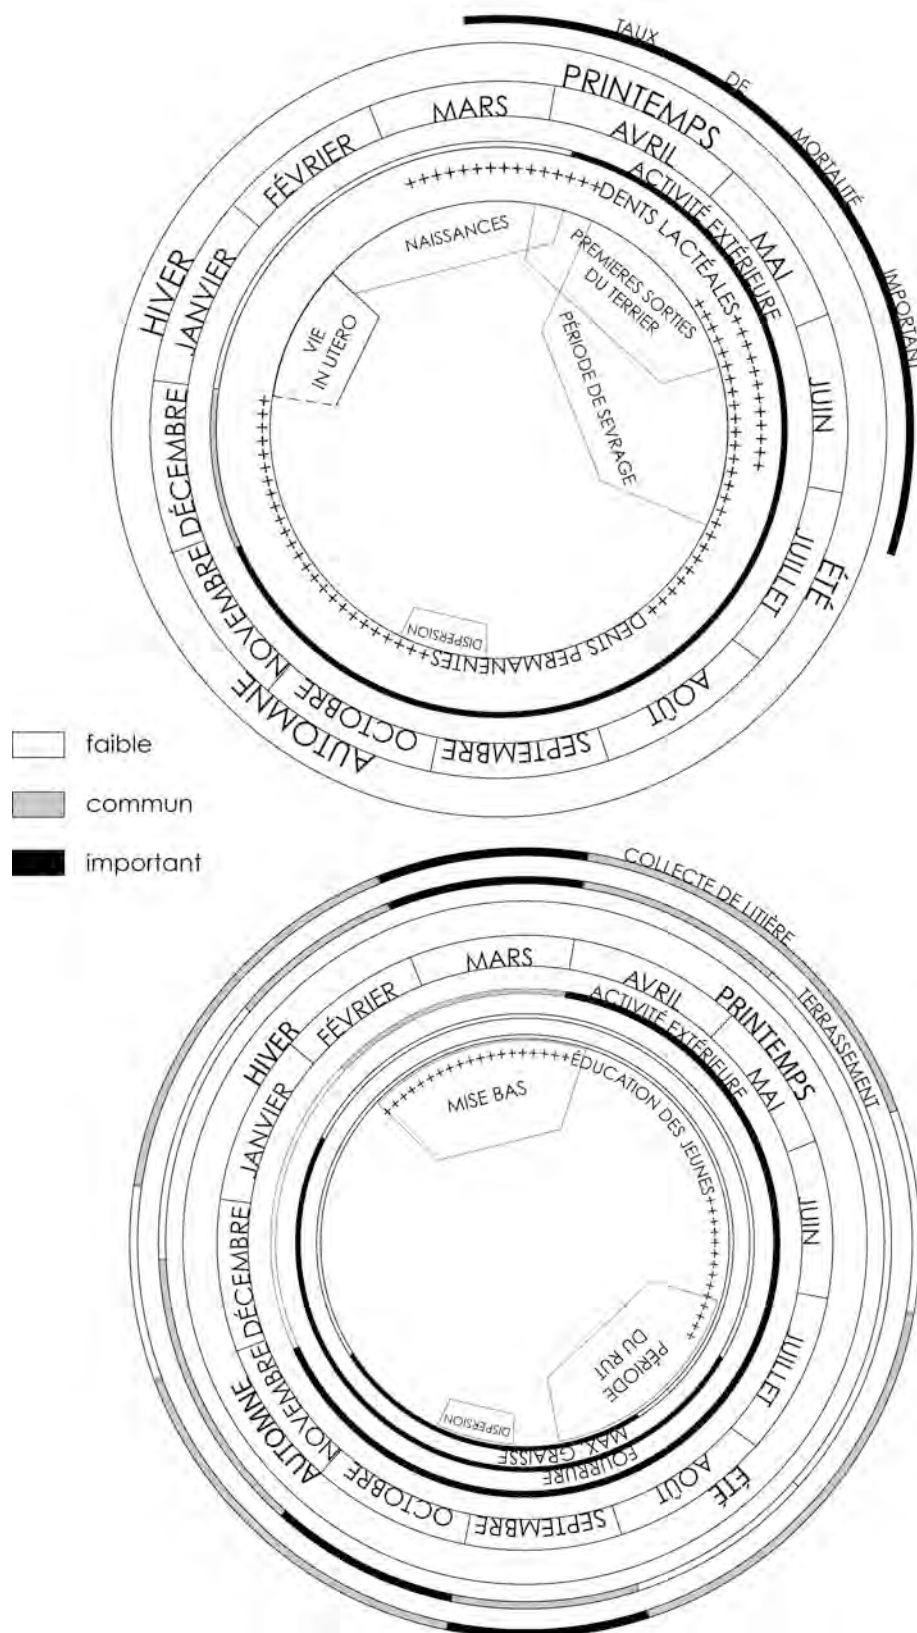 TAUX DE MORTALITÉ IMPORTANT
PRINTEMPS
ÉTÉ
AUTOMNE
HIVER
JANVIER
FÉVRIER
MARS
AVRIL
MAI
JUIN
JUILLET
AOÛT
SEPTEMBRE
OCTOBRE
NOVEMBRE
DÉCEMBRE
ACTIVITÉ EXTÉRIEURE
++++++++++++++++ DENTS LACTÉALES ++++++++++++++
++++++++++++++++ DENTS PERMANENTES ++++++++++++++++
NAISSANCES
PREMIÈRES SORTIES
DU TERRIER
PÉRIODE DE SEVRAGE
VIE
IN UTERO
DISPERSION
faible
commun
important
COLLECTE DE LITIÈRE
TERRASSEMENT
PRINTEMPS
ÉTÉ
AUTOMNE
HIVER
JANVIER
FÉVRIER
MARS
AVRIL
MAI
JUIN
JUILLET
AOÛT
SEPTEMBRE
OCTOBRE
NOVEMBRE
DÉCEMBRE
ACTIVITÉ EXTÉRIEURE
++++++++++++++++ ÉDUCATION DES JEUNES ++++++++++++++
MISE BAS
PÉRIODE
DU RUT
DISPERSION
MAX. GRAISSE
FOURRURE